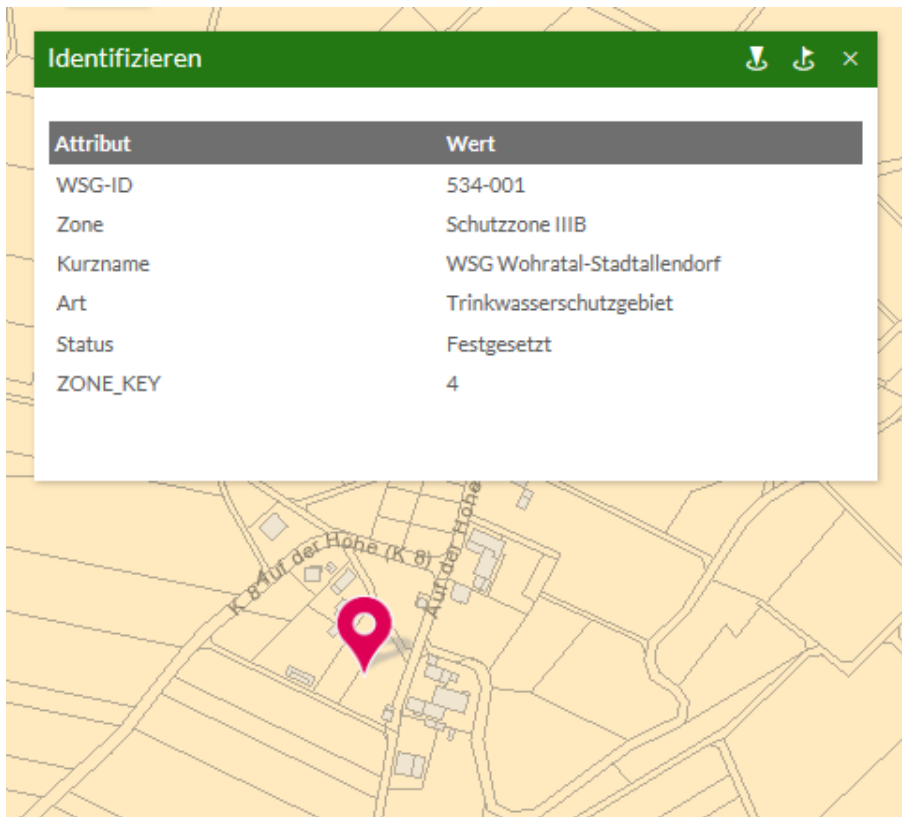 Identifizieren
Attribut Wert
WSG-ID 534-001
Zone Schutzzone IIIB
Kurzname WSG Wohratal-Stadtallendorf
Art Trinkwasserschutzgebiet
Status Festgesetzt
ZONE_KEY 4
Auf der Höhe (K 8)
K 8
Auf der Höhe